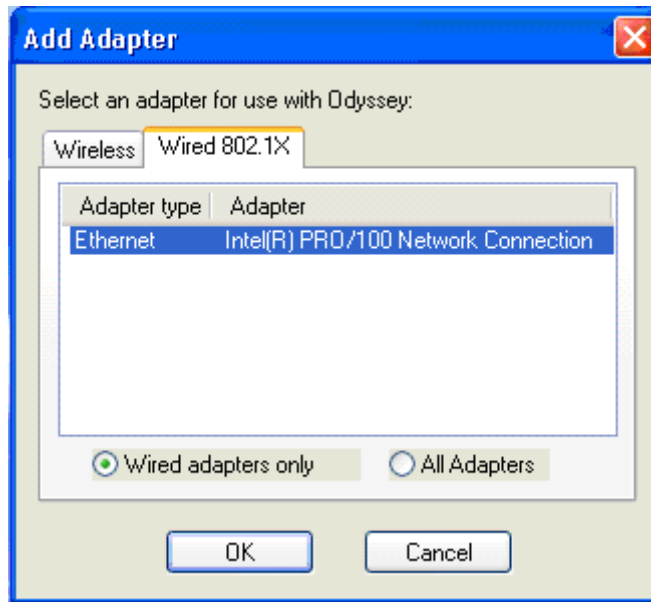 Add Adapter
Select an adapter for use with Odyssey:
Wireless Wired 802.1X
Adapter type Adapter
Ethernet Intel(R) PRO/100 Network Connection
Wired adapters only All Adapters
OK Cancel